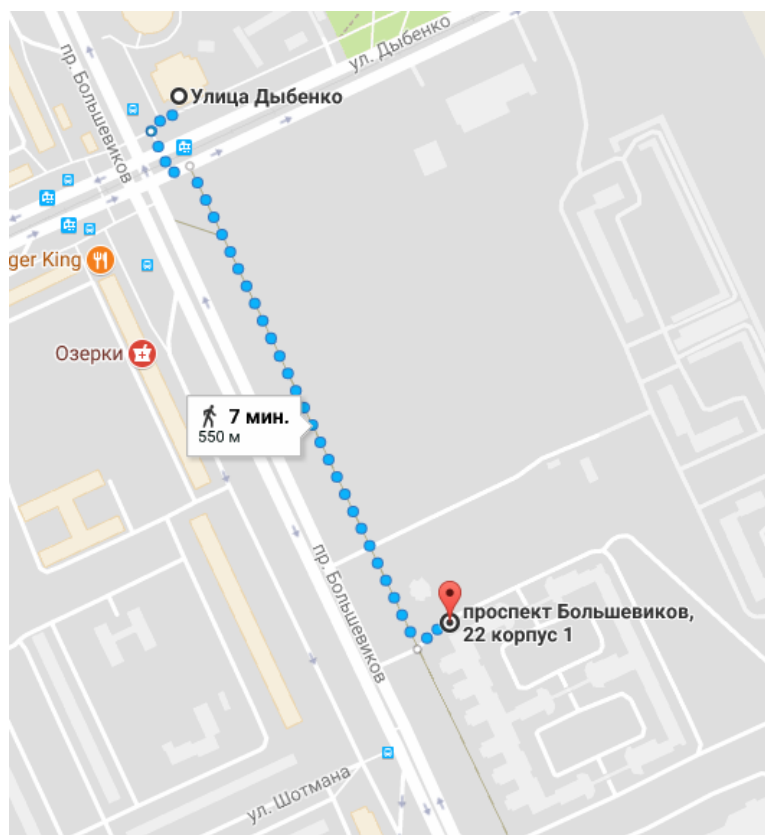 пр. Большевиков
ул. Дыбенко
Улица Дыбенко
ger King
Озерки
7 мин.
550 м
пр. Большевиков
проспект Большевиков,
22 корпус 1
ул. Шотмана